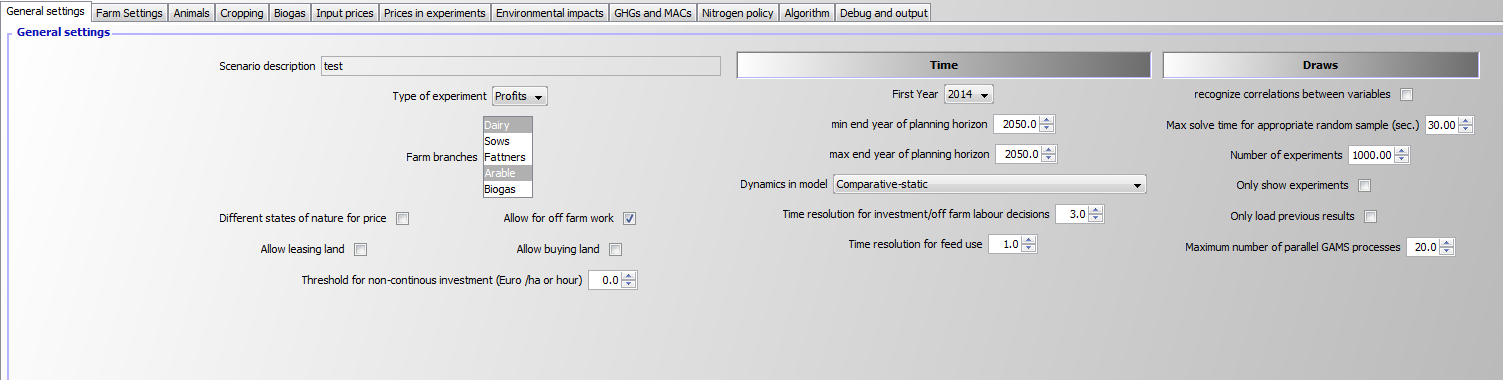 General settings Farm Settings Animals Cropping Biogas Input prices Prices in experiments Environmental impacts GHGs and MACs Nitrogen policy Algorithm Debug and output
General settings
Scenario description test
Type of experiment Profits
Farm branches
Dairy
Sows
Fattners
Arable
Biogas
Different states of nature for price Allow for off farm work
Allow leasing land Allow buying land
Threshold for non-continous investment (Euro /ha or hour) 0.0
Time
First Year 2014
min end year of planning horizon 2050.0
max end year of planning horizon 2050.0
Dynamics in model Comparative-static
Time resolution for investment/off farm labour decisions 3.0
Time resolution for feed use 1.0
Draws
recognize correlations between variables
Max solve time for appropriate random sample (sec.) 30.00
Number of experiments 1000.00
Only show experiments
Only load previous results
Maximum number of parallel GAMS processes 20.0